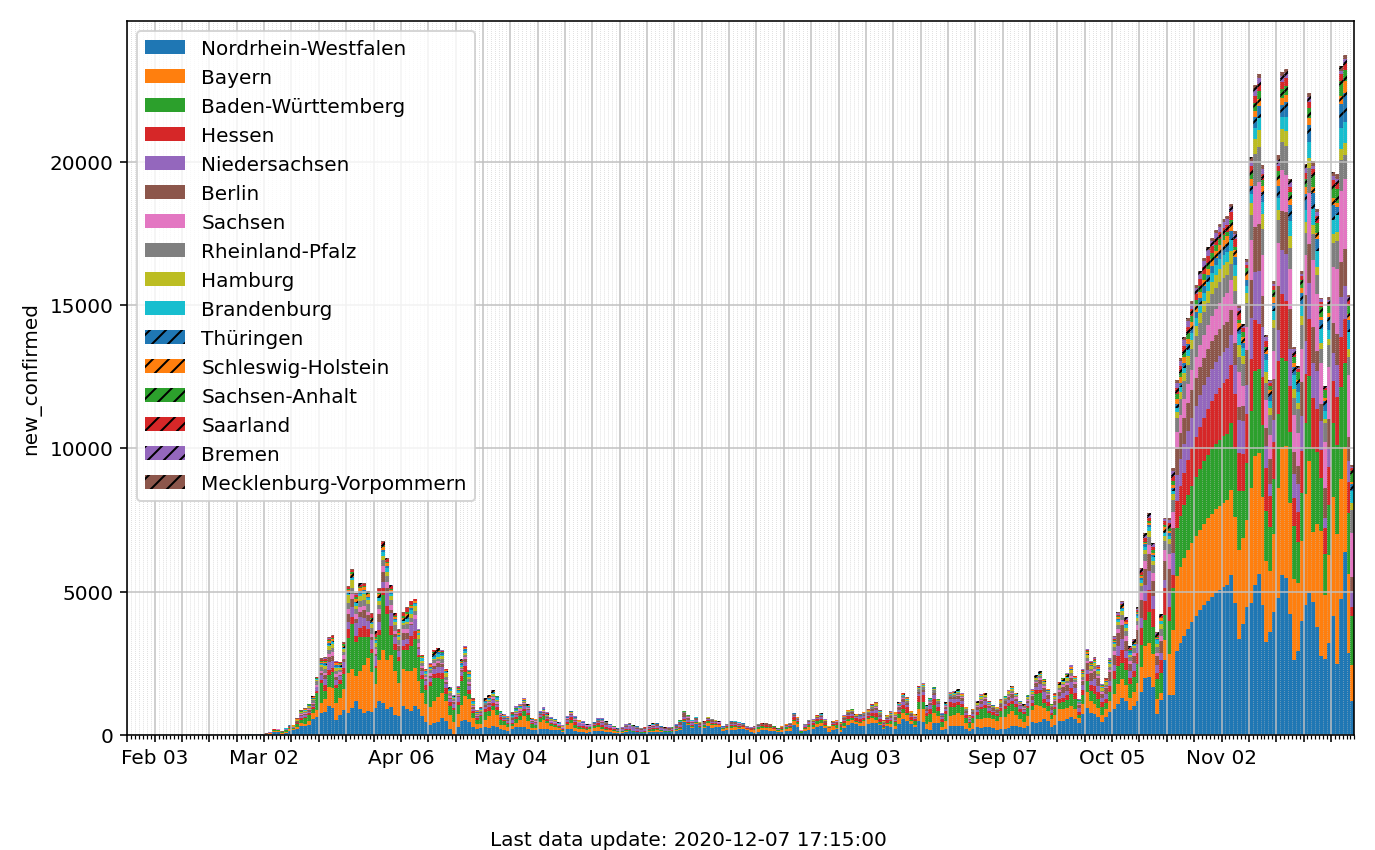 Nordrhein-Westfalen
Bayern
Baden-Württemberg
Hessen
Niedersachsen
Berlin
Sachsen
Rheinland-Pfalz
Hamburg
Brandenburg
Thüringen
Schleswig-Holstein
Sachsen-Anhalt
Saarland
Bremen
Mecklenburg-Vorpommern
new_confirmed
20000
15000
10000
5000
0
Feb 03 Mar 02 Apr 06 May 04 Jun 01 Jul 06 Aug 03 Sep 07 Oct 05 Nov 02
Last data update: 2020-12-07 17:15:00